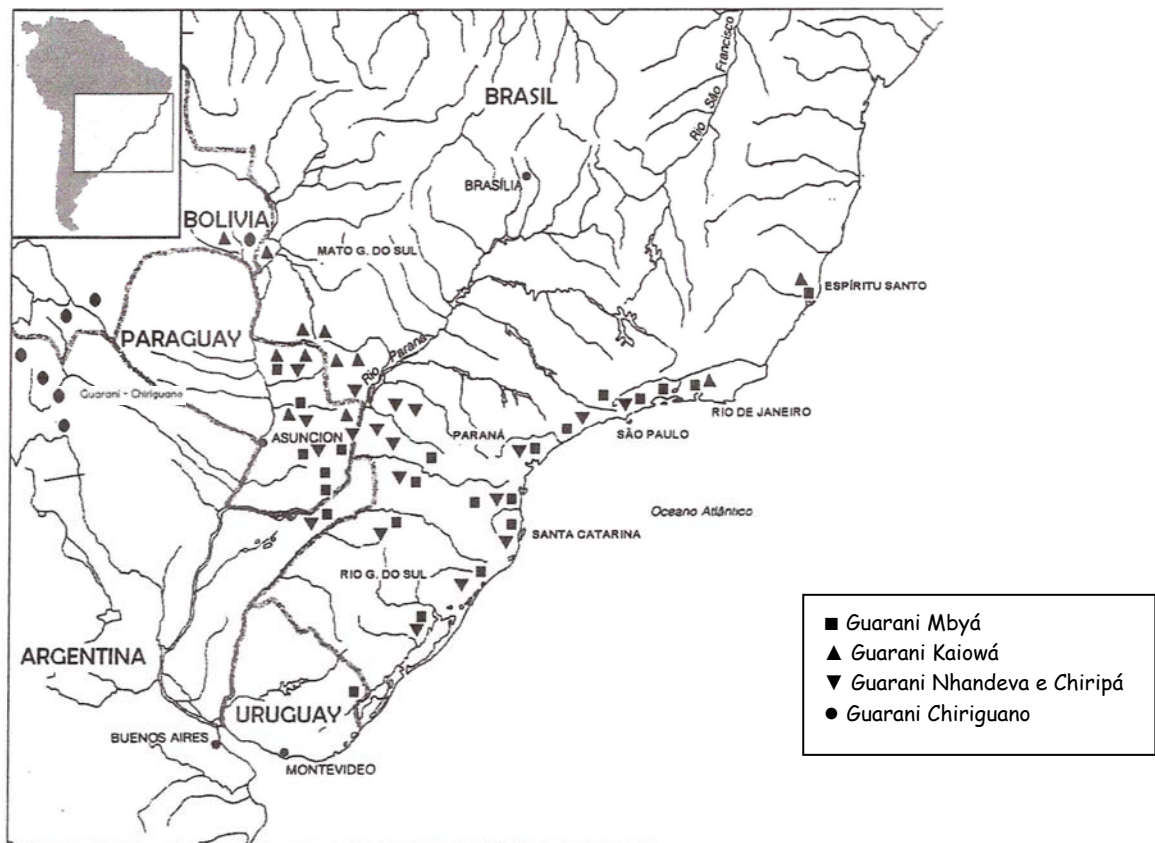 BRASIL
Rio São Francisco
BRASÍLIA
BOLIVIA
MATO G. DO SUL
ESPÍRITU SANTO
PARAGUAY
Rio Paraná
Guarani - Chiriguano
RIO DE JANEIRO
ASUNCION
PARANÁ
SÃO PAULO
Oceano Atlântico
SANTA CATARINA
RIO G. DO SUL
ARGENTINA
URUGUAY
BUENOS AIRES
MONTEVIDEO
Guarani Mbyá
Guarani Kaiowá
Guarani Nhandeva e Chiripá
Guarani Chiriguano